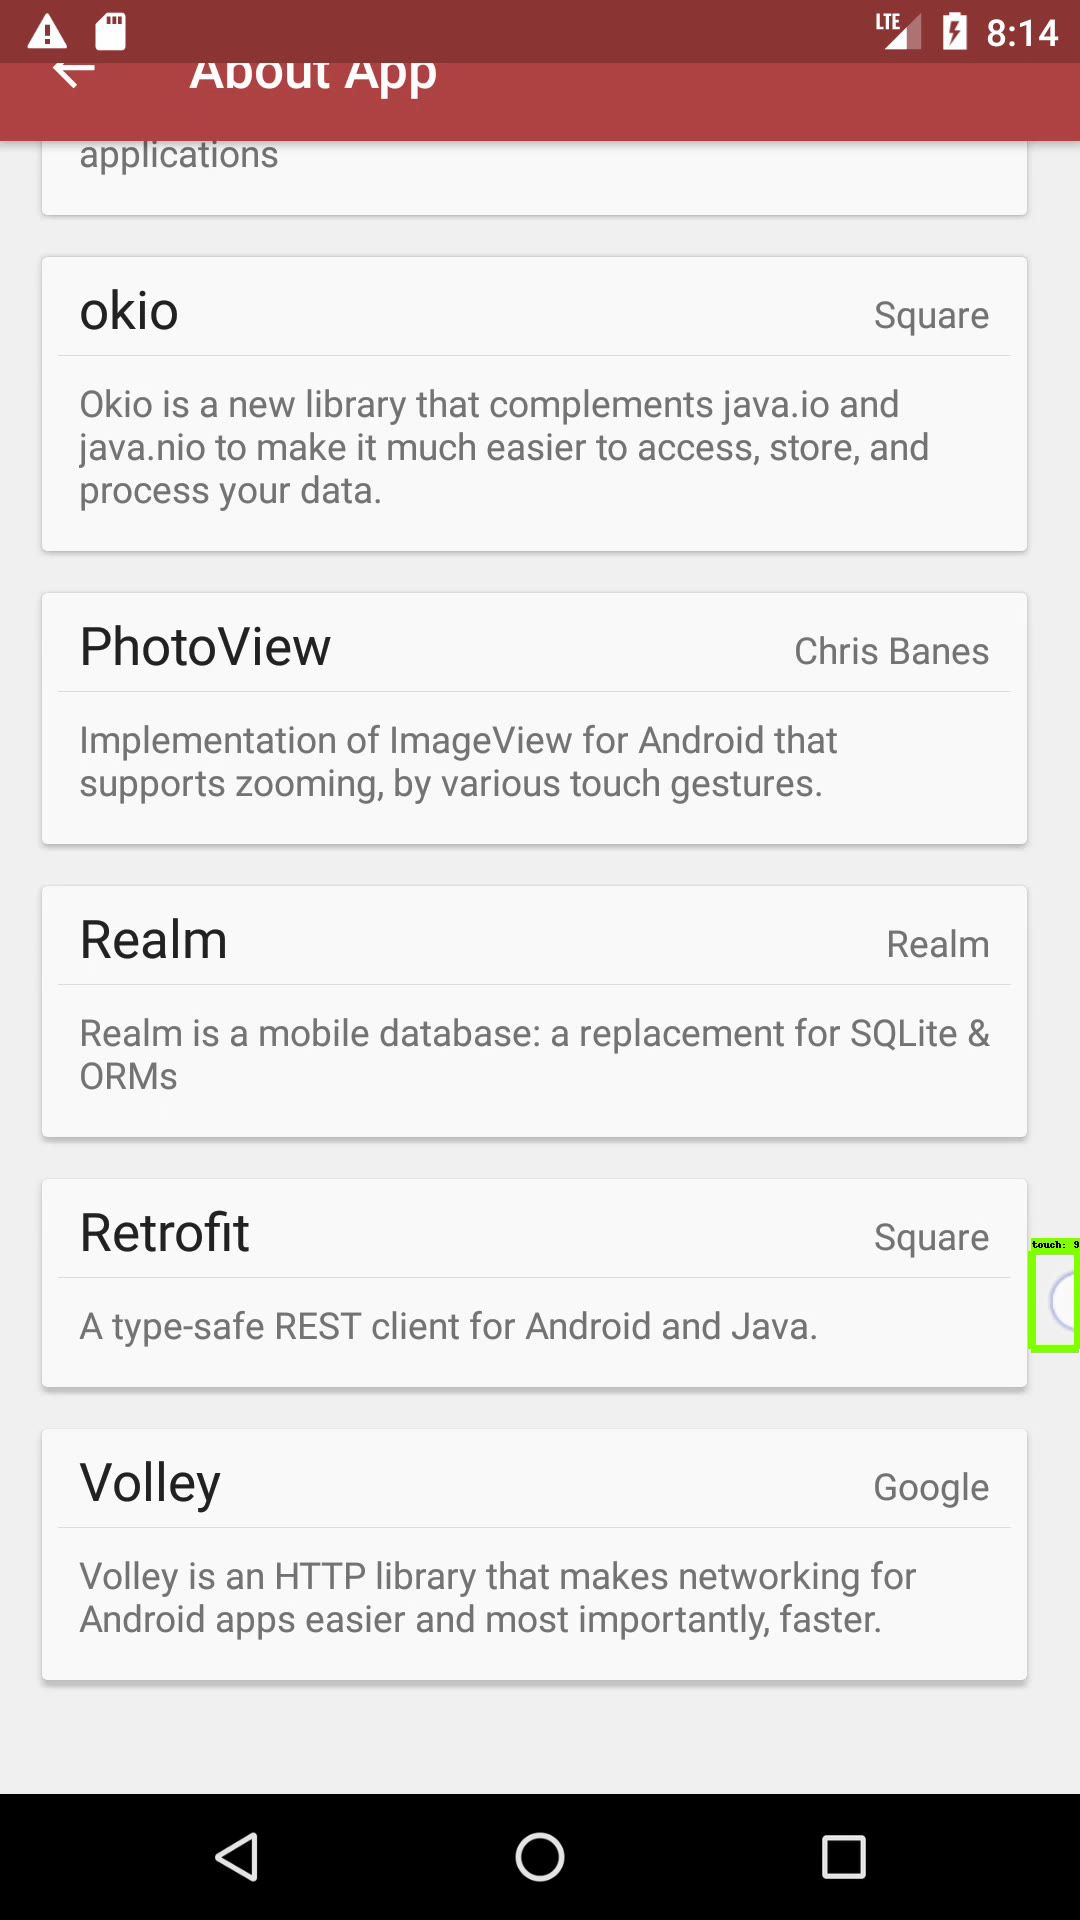 LTE 8:14
About App
applications
okio
Square
Okio is a new library that complements java.io and
java.nio to make it much easier to access, store, and
process your data.
PhotoView
Chris Banes
Implementation of ImageView for Android that
supports zooming, by various touch gestures.
Realm
Realm
Realm is a mobile database: a replacement for SQLite &
ORMs
Retrofit
Square
touch: 9
A type-safe REST client for Android and Java.
Volley
Google
Volley is an HTTP library that makes networking for
Android apps easier and most importantly, faster.